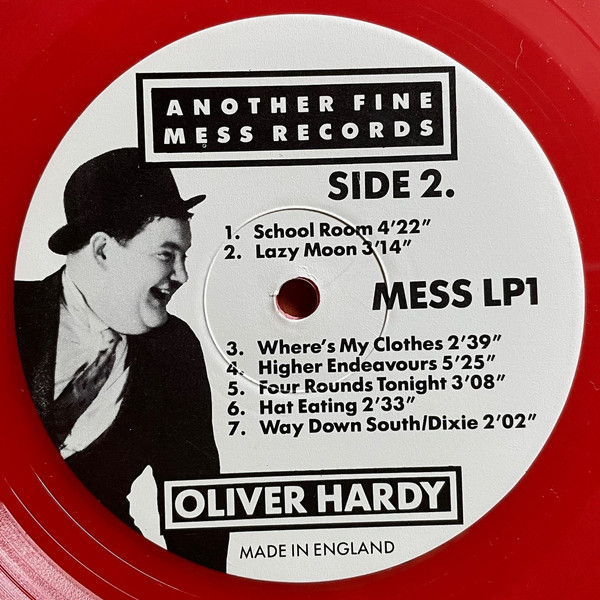 ANOTHER FINE
MESS RECORDS
SIDE 2.
1. School Room 4'22"
2. Lazy Moon 3'14"
MESS LP1
3. Where's My Clothes 2'39"
4. Higher Endeavours 5'25"
5. Four Rounds Tonight 3'08"
6. Hat Eating 2'33"
7. Way Down South/Dixie 2'02"
OLIVER HARDY
MADE IN ENGLAND